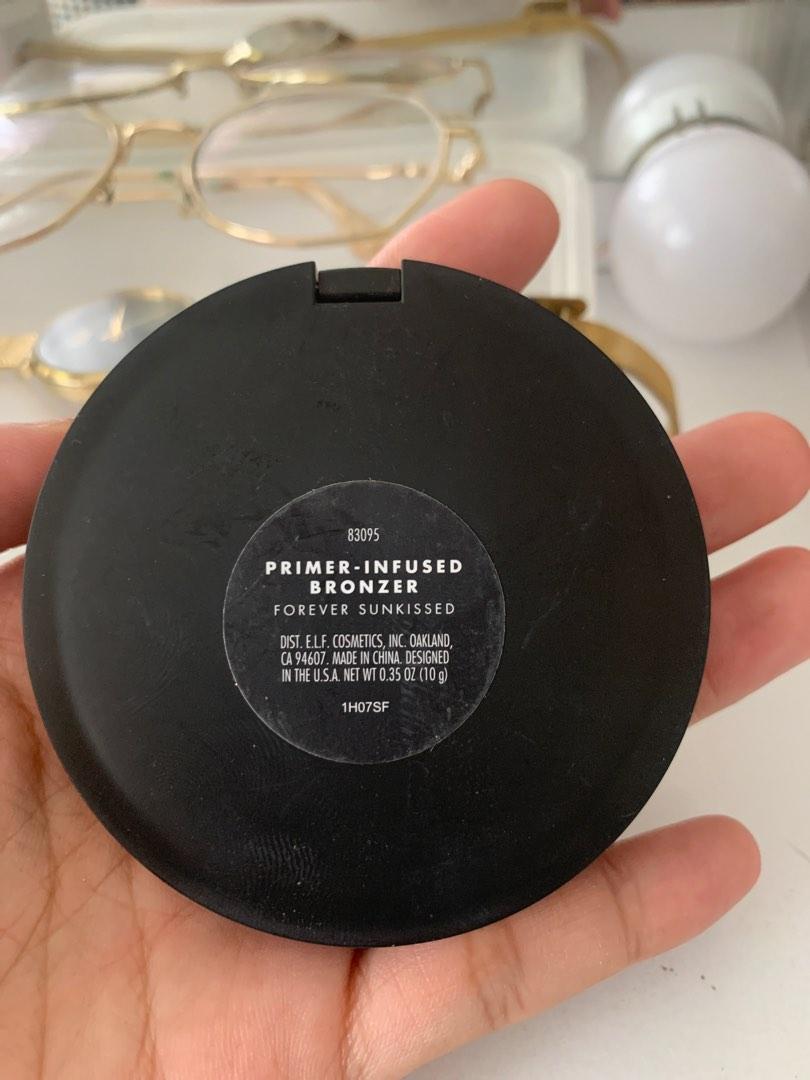 83095
PRIMER-INFUSED
BRONZER
FOREVER SUNKISSED
DIST. E.L.F. COSMETICS, INC. OAKLAND,
CA 94607. MADE IN CHINA. DESIGNED
IN THE U.S.A. NET WT 0.35 OZ (10 g)
1H07SF